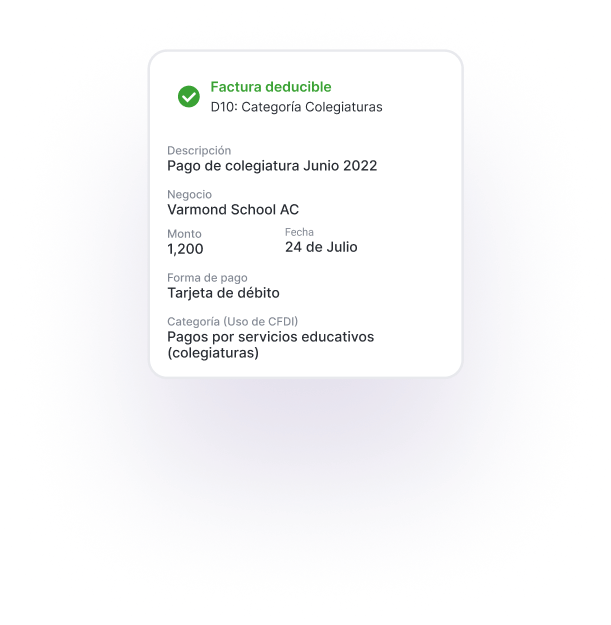 Factura deducible
D10: Categoría Colegiaturas
Descripción
Pago de colegiatura Junio 2022
Negocio
Varmond School AC
Monto
1,200
Fecha
24 de Julio
Forma de pago
Tarjeta de débito
Categoría (Uso de CFDI)
Pagos por servicios educativos
(colegiaturas)